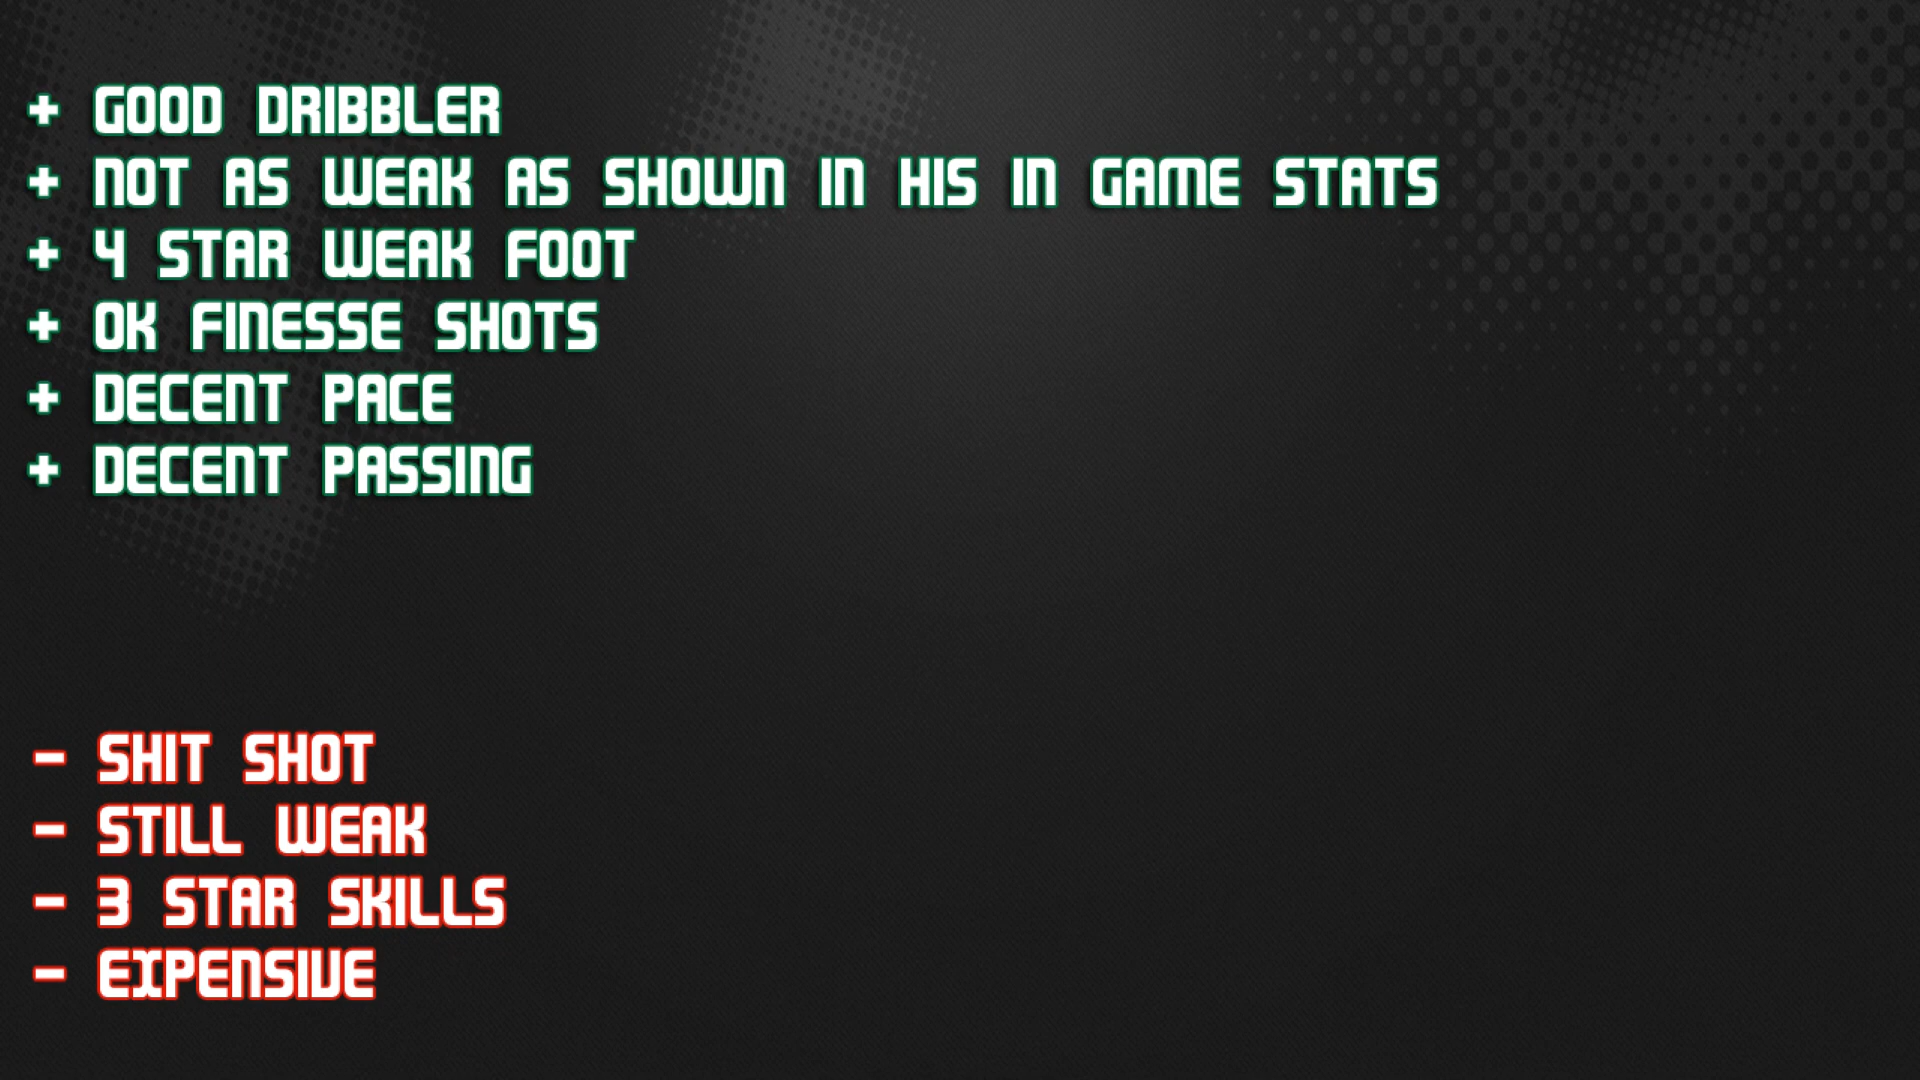 + GOOD DRIBBLER
+ NOT AS WEAK AS SHOWN IN HIS IN GAME STATS
+ 4 STAR WEAK FOOT
+ OK FINESSE SHOTS
+ DECENT PACE
+ DECENT PASSING
- SHIT SHOT
- STILL WEAK
- 3 STAR SKILLS
- EXPENSIVE